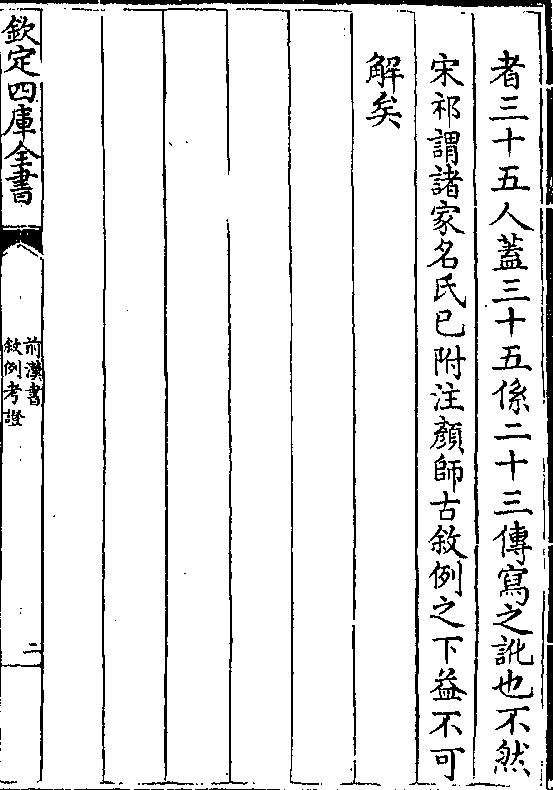 者三十五人蓋三十五係二十三傳寫之訛也不然
宋祁謂諸家名氏已附注顏師古敘例之下益不可
解矣
欽定四庫全書
前漢書
敘例考證
二